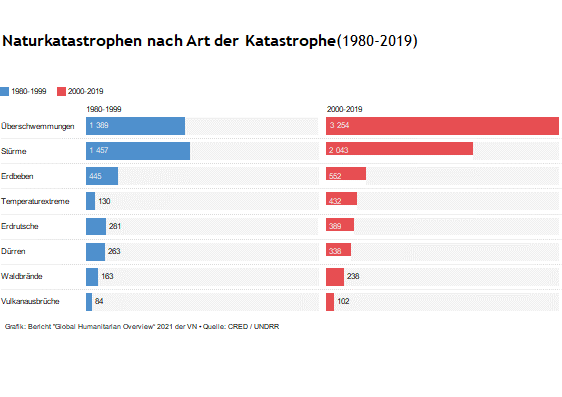 Naturkatastrophen nach Art der Katastrophe(1980-2019)
1980-1999 2000-2019
1980-1999 2000-2019
Überschwemmungen 1 389 3 254
Stürme 1 457 2 043
Erdbeben 445 552
Temperaturextreme 130 432
Erdrutsche 281 389
Dürren 263 338
Waldbrände 163 238
Vulkanausbrüche 84 102
Grafik: Bericht "Global Humanitarian Overview" 2021 der VN • Quelle: CRED / UNDRR